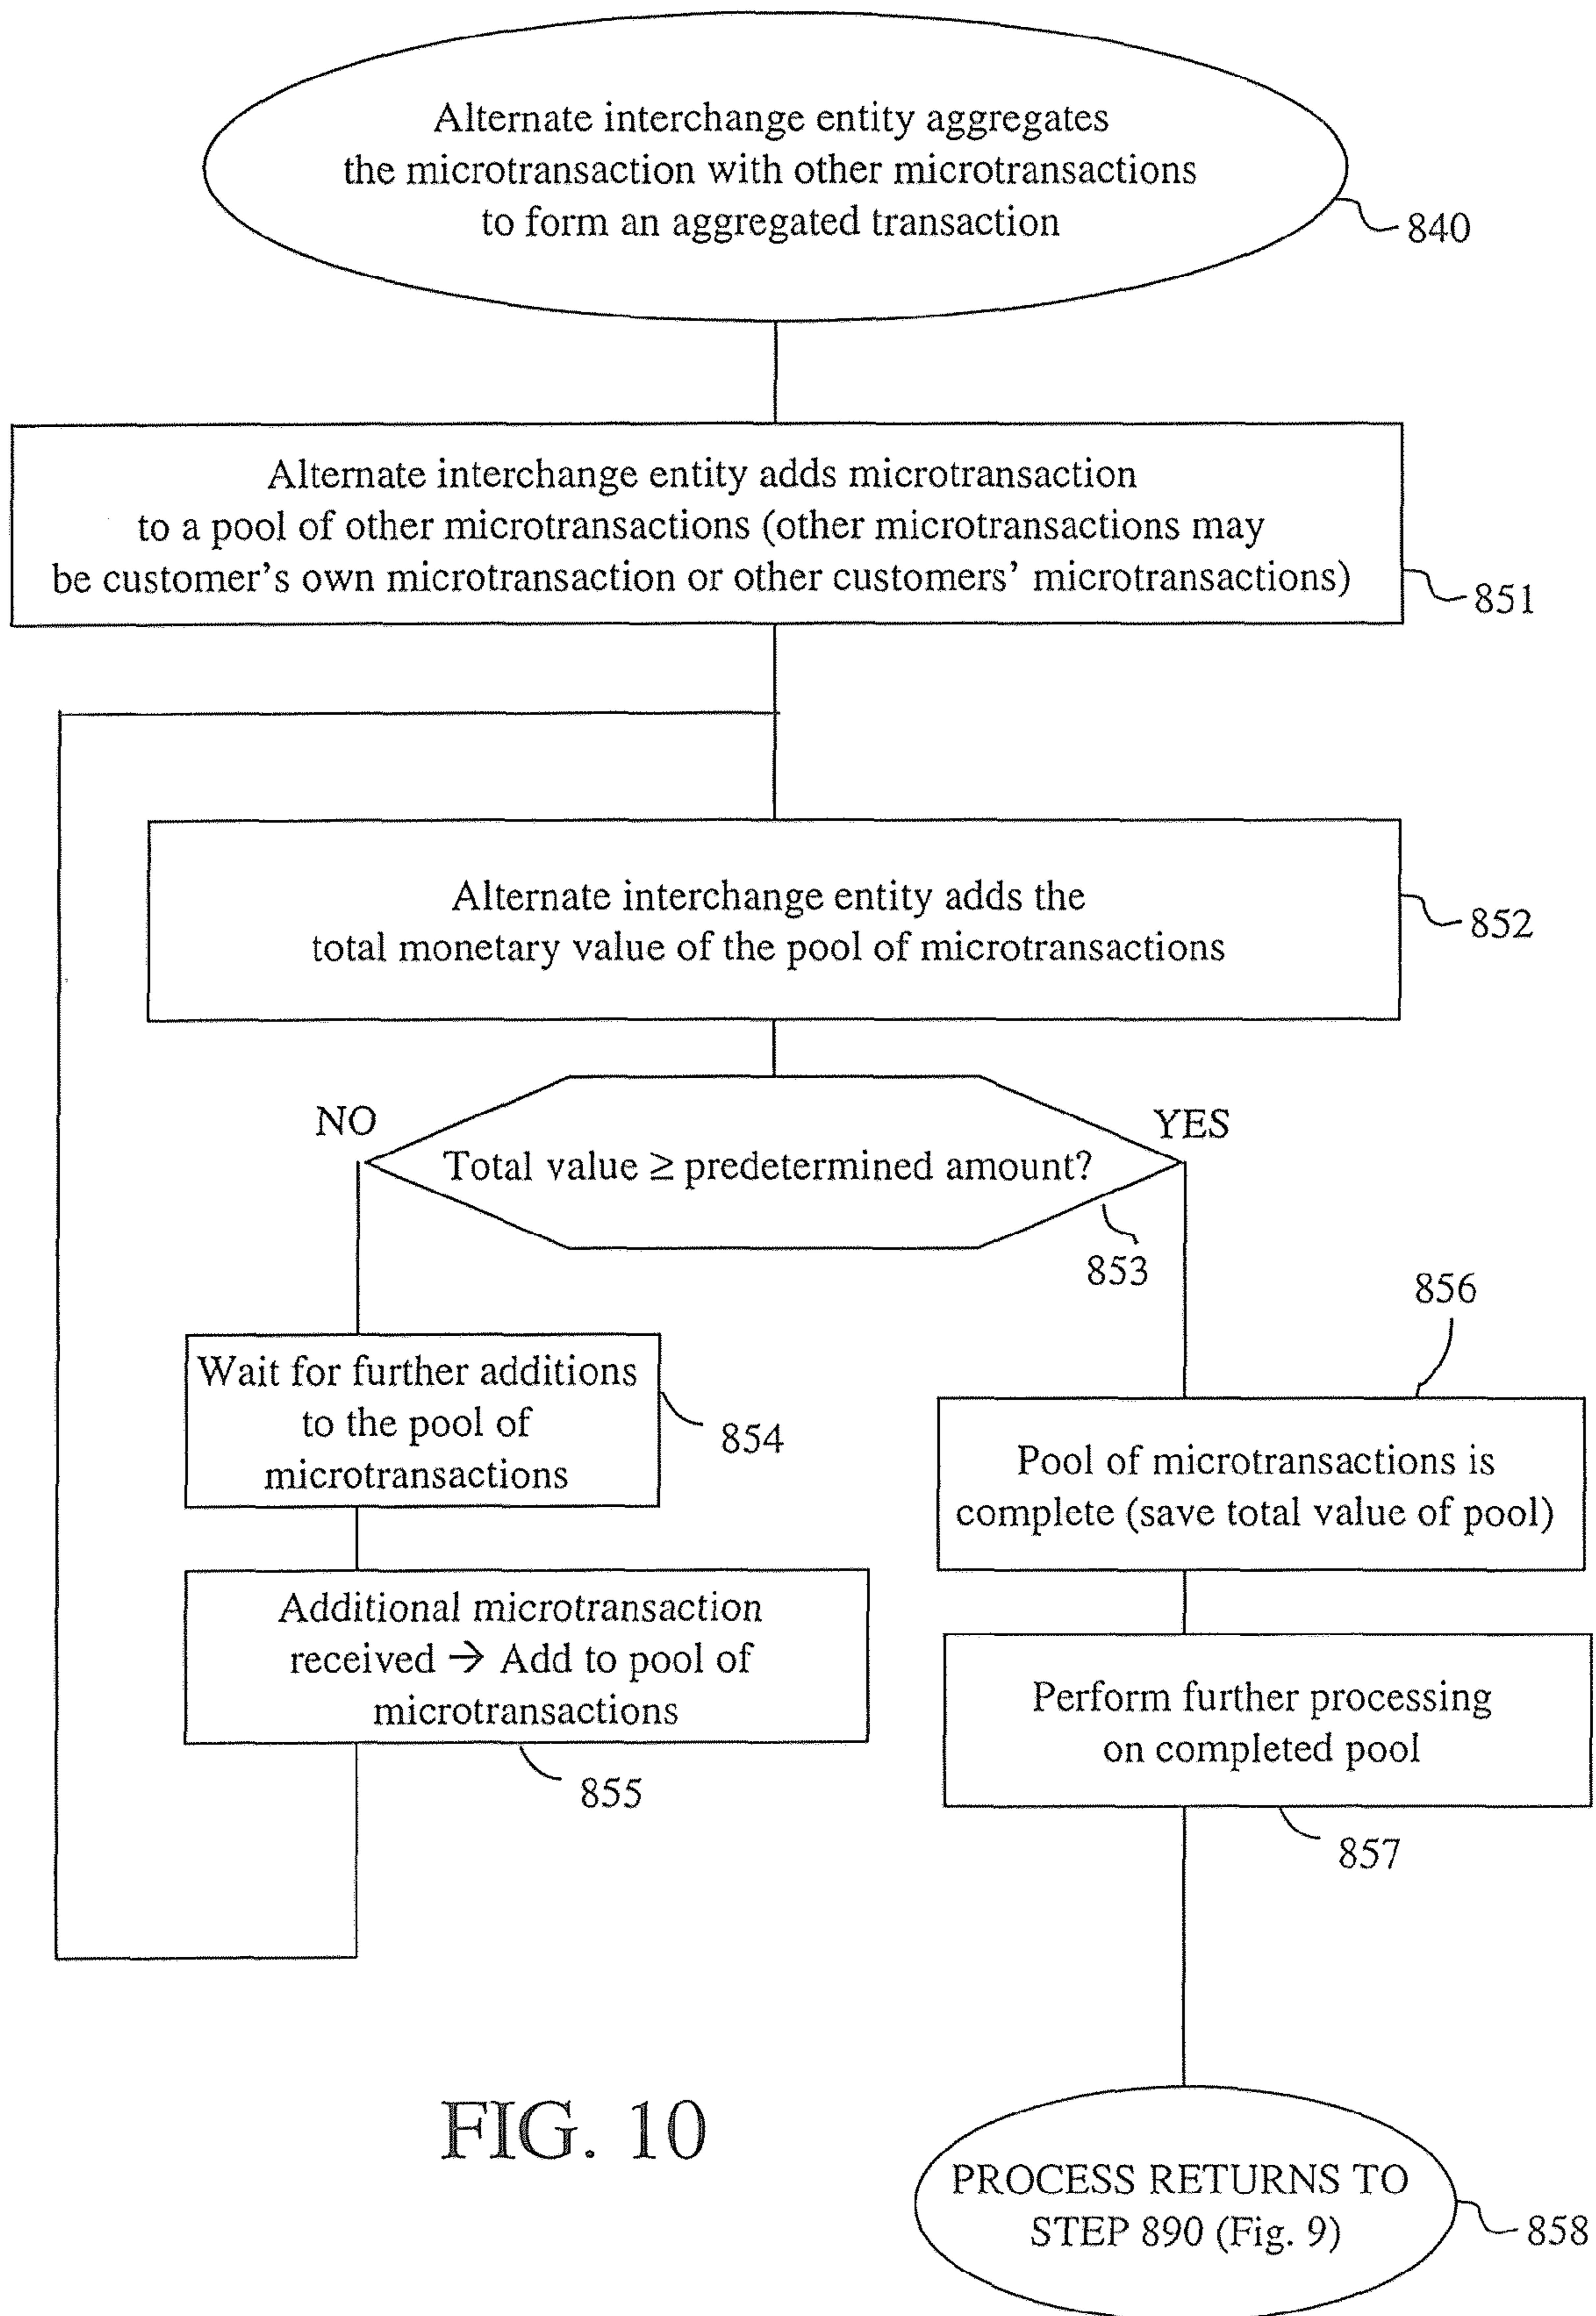 Alternate interchange entity aggregates
the microtransaction with other microtransactions
to form an aggregated transaction
840
Alternate interchange entity adds microtransaction
to a pool of other microtransactions (other microtransactions may
be customer's own microtransaction or other customers' microtransactions)
851
Alternate interchange entity adds the
total monetary value of the pool of microtransactions
852
NO
YES
Total value ≥ predetermined amount?
853
856
Wait for further additions
to the pool of
microtransactions
854
Pool of microtransactions is
complete (save total value of pool)
Additional microtransaction
received → Add to pool of
microtransactions
855
Perform further processing
on completed pool
857
FIG. 10
PROCESS RETURNS TO
STEP 890 (Fig. 9)
858